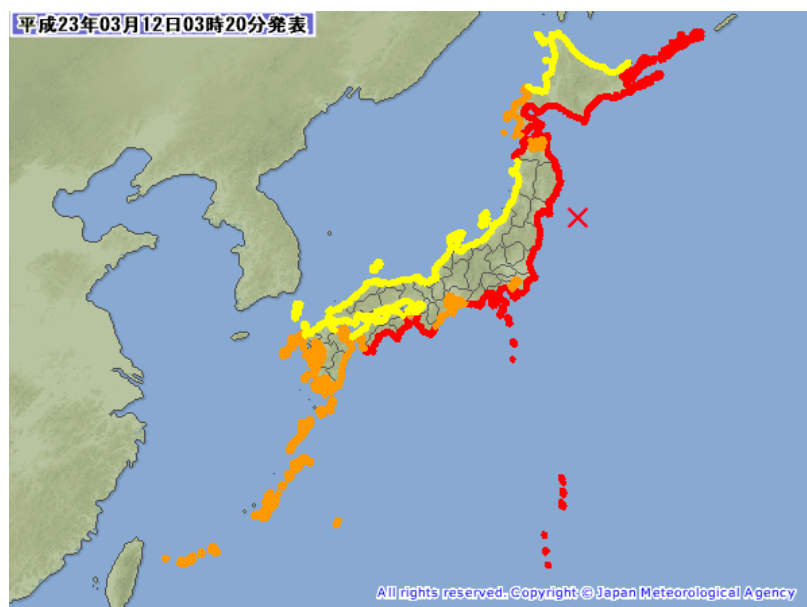 平成23年03月12日03時20分発表
All rights reserved. Copyright © Japan Meteorological Agency